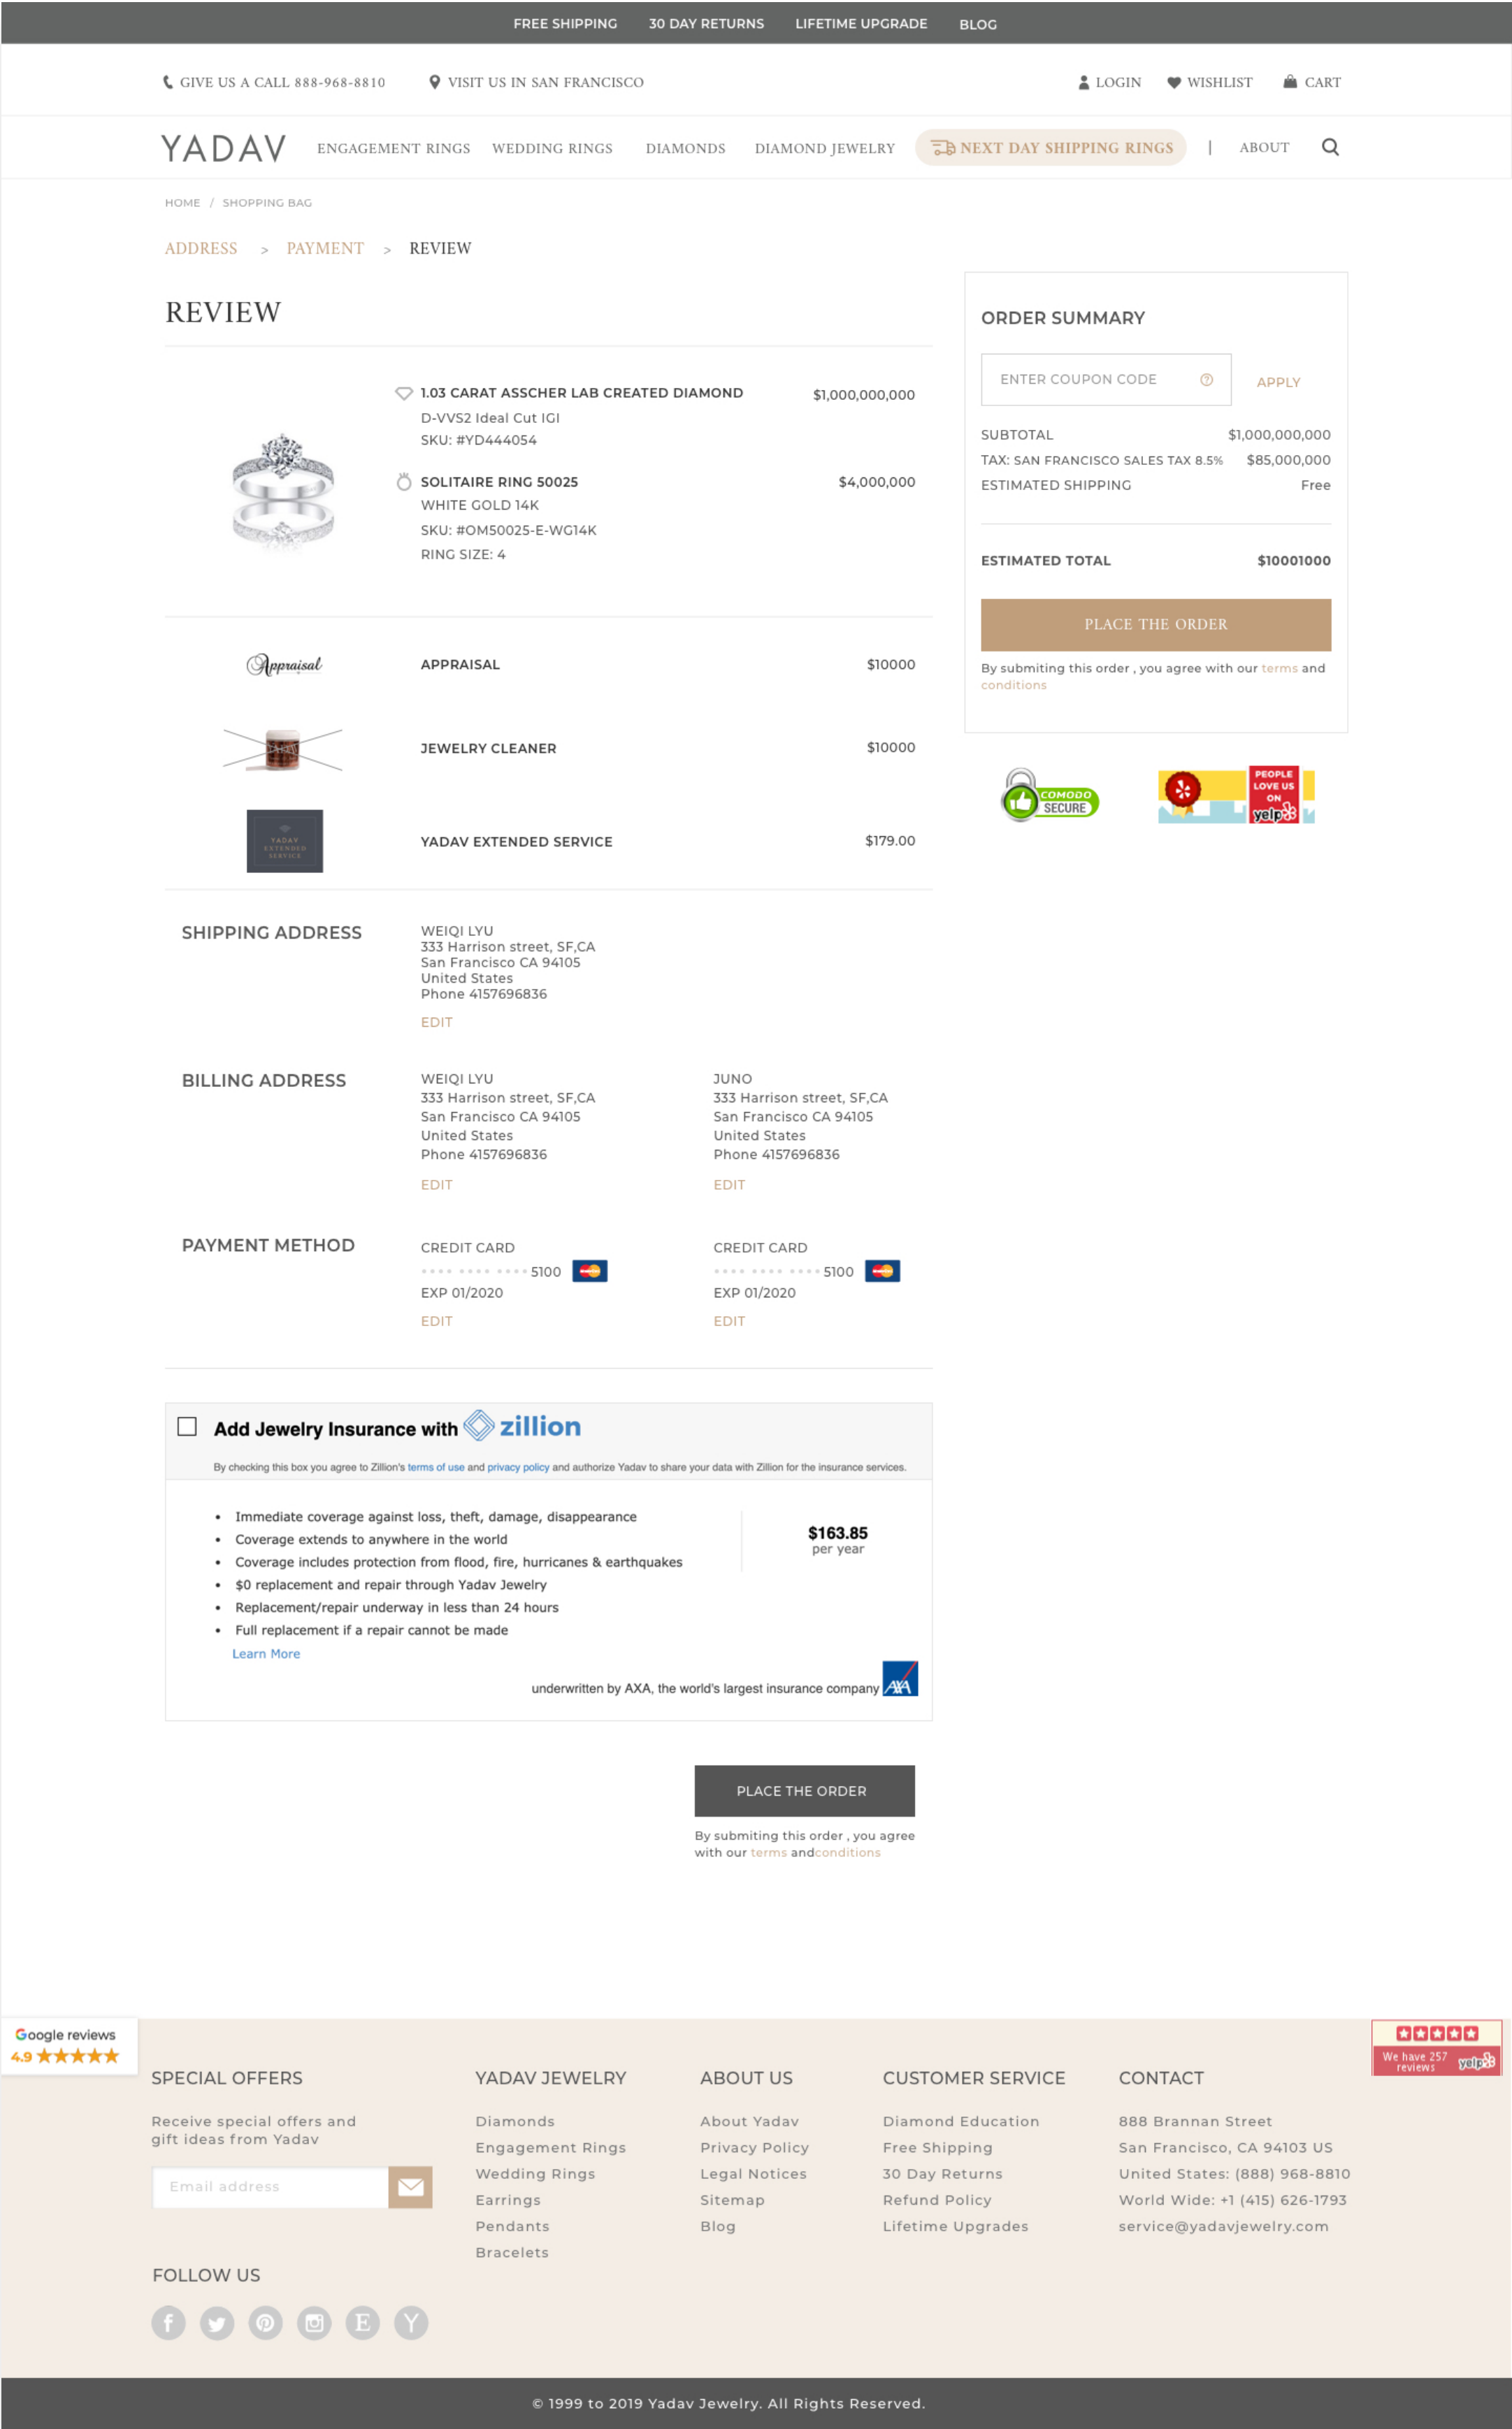 FREE SHIPPING 30 DAY RETURNS LIFETIME UPGRADE BLOG
GIVE US A CALL 888-968-8810 VISIT US IN SAN FRANCISCO LOGIN WISHLIST CART
YADAV ENGAGEMENT RINGS WEDDING RINGS DIAMONDS DIAMOND JEWELRY NEXT DAY SHIPPING RINGS | ABOUT
HOME / SHOPPING BAG
ADDRESS > PAYMENT > REVIEW
REVIEW
1.03 CARAT ASSCHER LAB CREATED DIAMOND $1,000,000,000
D-VVS2 Ideal Cut IGI
SKU: #YD444054
SOLITAIRE RING 50025 $4,000,000
WHITE GOLD 14K
SKU: #OM50025-E-WG14K
RING SIZE: 4
Appraisal APPRAISAL $10000
JEWELRY CLEANER $10000
YADAV
EXTENDED
SERVICE
YADAV EXTENDED SERVICE $179.00
ORDER SUMMARY
ENTER COUPON CODE ? APPLY
SUBTOTAL $1,000,000,000
TAX: SAN FRANCISCO SALES TAX 8.5% $85,000,000
ESTIMATED SHIPPING Free
ESTIMATED TOTAL $10001000
PLACE THE ORDER
By submiting this order , you agree with our terms and
conditions
COMODO
SECURE
PEOPLE
LOVE US
ON
yelp
SHIPPING ADDRESS
WEIQI LYU
333 Harrison street, SF,CA
San Francisco CA 94105
United States
Phone 4157696836
EDIT
BILLING ADDRESS
WEIQI LYU
333 Harrison street, SF,CA
San Francisco CA 94105
United States
Phone 4157696836
EDIT
JUNO
333 Harrison street, SF,CA
San Francisco CA 94105
United States
Phone 4157696836
EDIT
PAYMENT METHOD
CREDIT CARD
•••• •••• •••• 5100
EXP 01/2020
EDIT
CREDIT CARD
•••• •••• •••• 5100
EXP 01/2020
EDIT
Add Jewelry Insurance with zillion
By checking this box you agree to Zillion's terms of use and privacy policy and authorize Yadav to share your data with Zillion for the insurance services.
• Immediate coverage against loss, theft, damage, disappearance
• Coverage extends to anywhere in the world
• Coverage includes protection from flood, fire, hurricanes & earthquakes
• $0 replacement and repair through Yadav Jewelry
• Replacement/repair underway in less than 24 hours
• Full replacement if a repair cannot be made
Learn More
$163.85
per year
underwritten by AXA, the world's largest insurance company AXA
PLACE THE ORDER
By submiting this order , you agree
with our terms andconditions
Google reviews
4.9
We have 257
reviews
yelp
SPECIAL OFFERS
Receive special offers and
gift ideas from Yadav
Email address
FOLLOW US
YADAV JEWELRY
Diamonds
Engagement Rings
Wedding Rings
Earrings
Pendants
Bracelets
ABOUT US
About Yadav
Privacy Policy
Legal Notices
Sitemap
Blog
CUSTOMER SERVICE
Diamond Education
Free Shipping
30 Day Returns
Refund Policy
Lifetime Upgrades
CONTACT
888 Brannan Street
San Francisco, CA 94103 US
United States: (888) 968-8810
World Wide: +1 (415) 626-1793
service@yadavjewelry.com
© 1999 to 2019 Yadav Jewelry. All Rights Reserved.